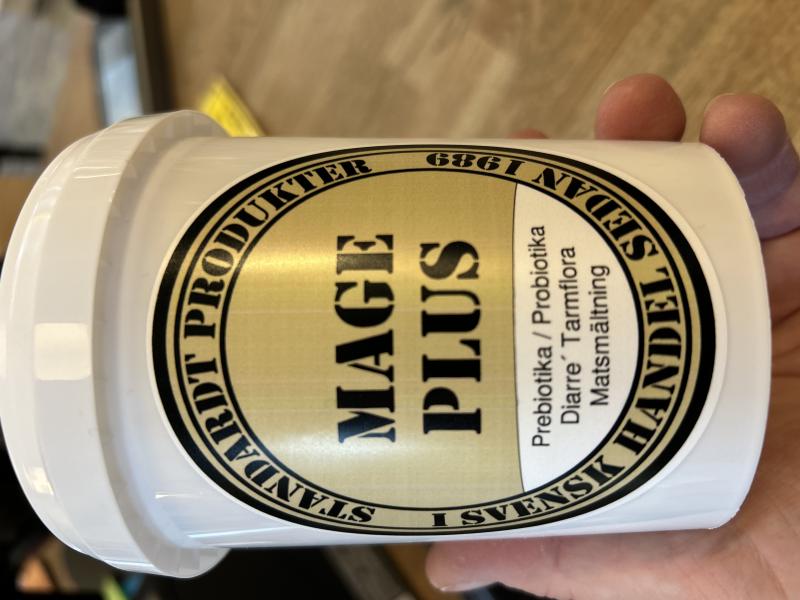 STANDARDT PRODUKTER
MAGE
PLUS
Prebiotika / Probiotika
Diarre´ Tarmflora
Matsmältning
I SVENSK HANDEL SEDAN 1989